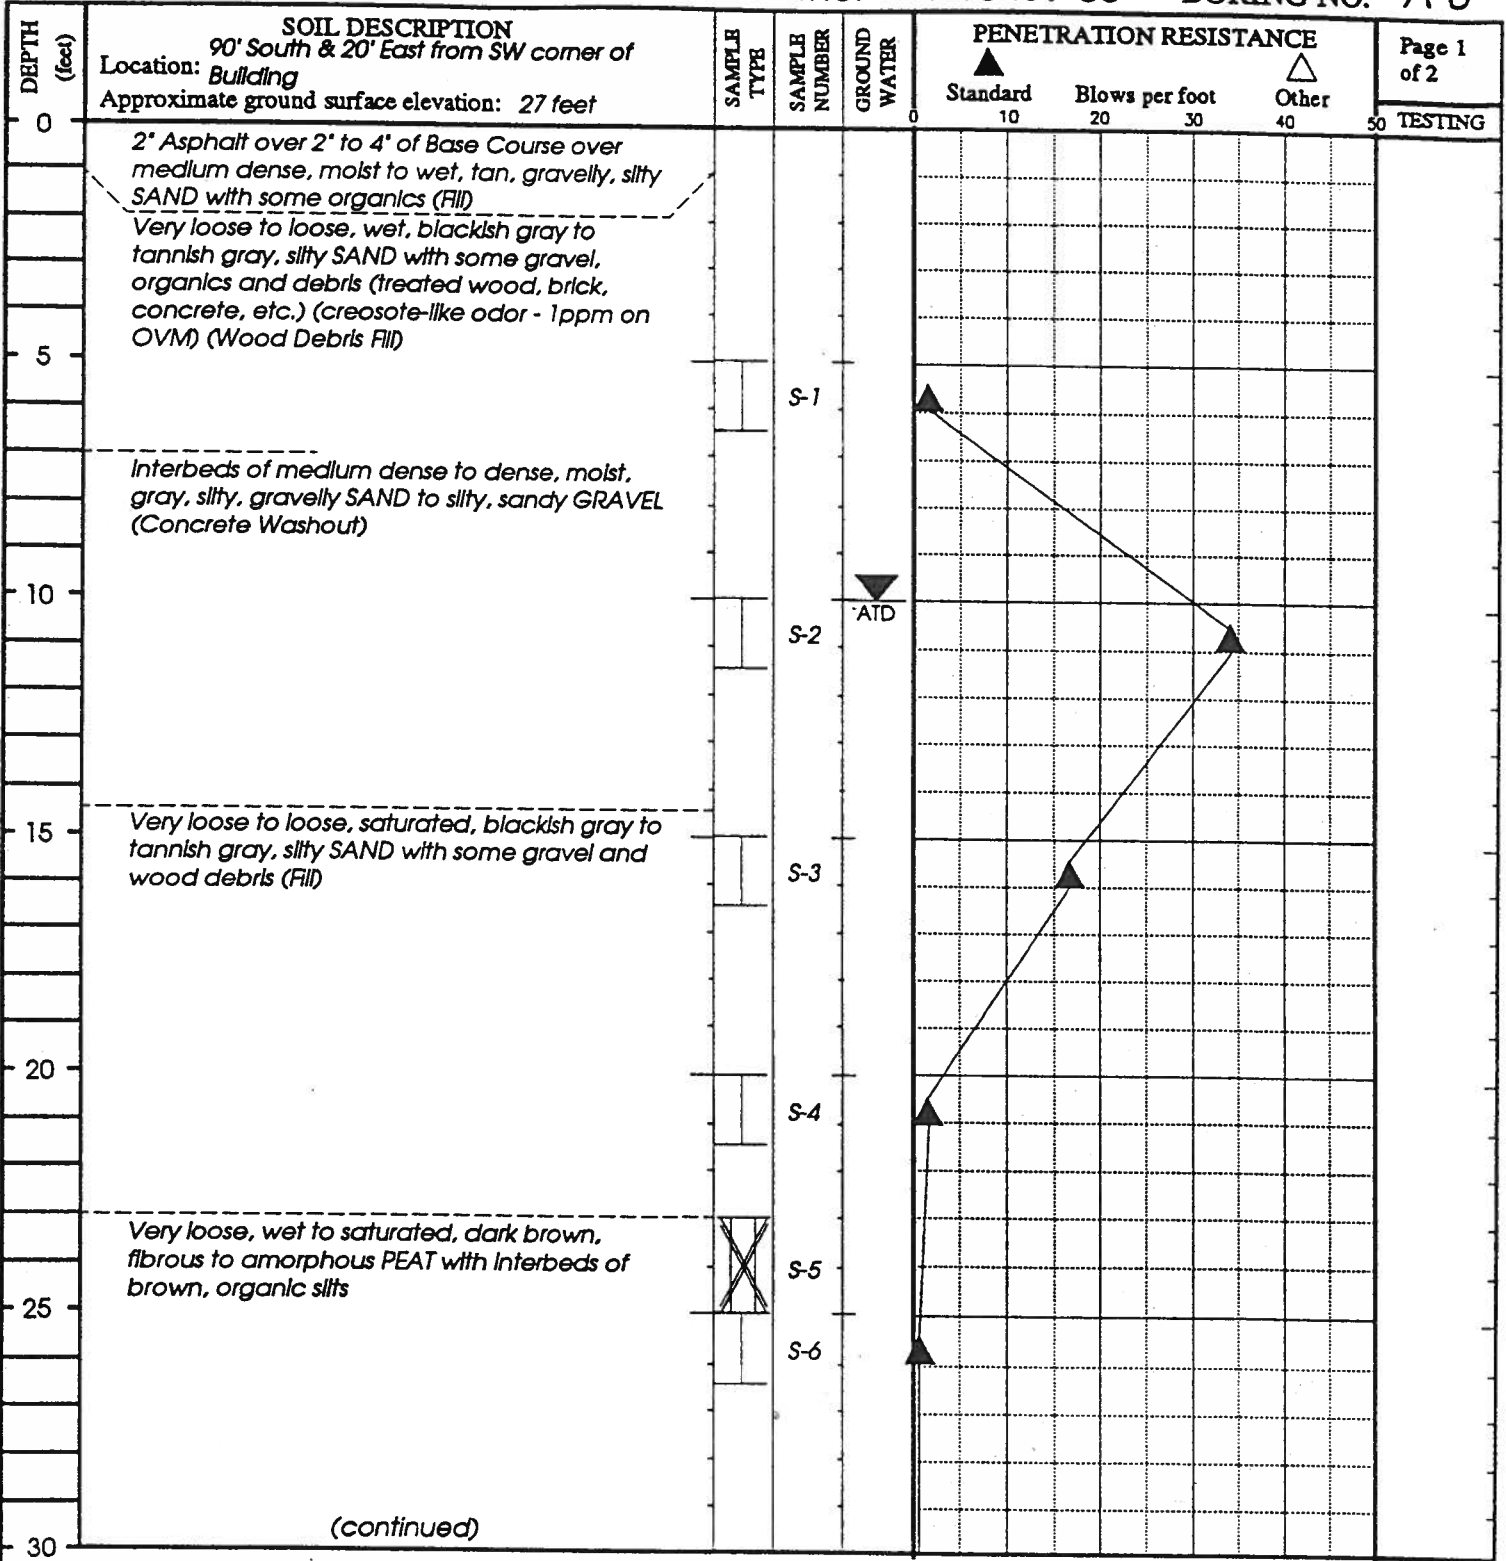 BORING NO.
SOIL DESCRIPTION
Location: 90' South & 20' East from SW corner of
Building
Approximate ground surface elevation: 27 feet
DEPTH
(feet)
SAMPLE
TYPE
SAMPLE
NUMBER
GROUND
WATER
PENETRATION RESISTANCE
Standard Blows per foot Other
0 10 20 30 40 50
Page 1
of 2
TESTING
0
2" Asphalt over 2" to 4" of Base Course over
medium dense, moist to wet, tan, gravelly, silty
SAND with some organics (Fill)
Very loose to loose, wet, blackish gray to
tannish gray, silty SAND with some gravel,
organics and debris (treated wood, brick,
concrete, etc.) (creosote-like odor - 1ppm on
OVM) (Wood Debris Fill)
5
S-1
Interbeds of medium dense to dense, moist,
gray, silty, gravelly SAND to silty, sandy GRAVEL
(Concrete Washout)
10
ATD
S-2
Very loose to loose, saturated, blackish gray to
tannish gray, silty SAND with some gravel and
wood debris (Fill)
15
S-3
20
S-4
Very loose, wet to saturated, dark brown,
fibrous to amorphous PEAT with interbeds of
brown, organic silts
S-5
25
S-6
(continued)
30